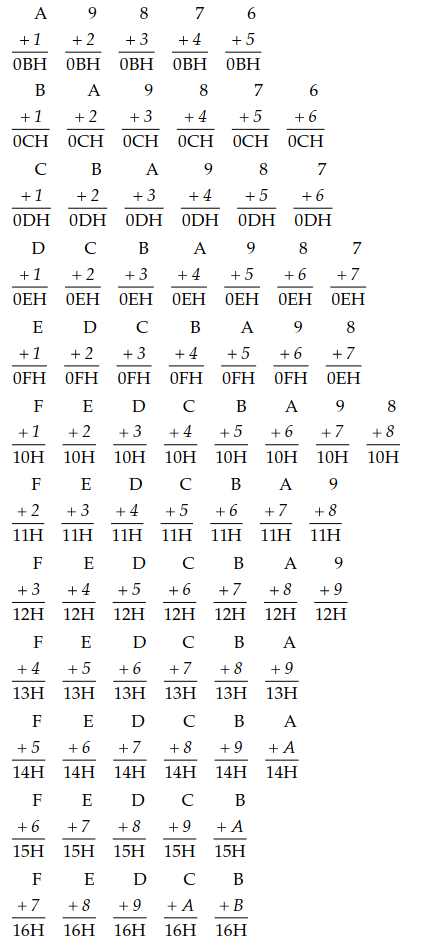 A 9 8 7 6
+1 +2 +3 +4 +5
0BH 0BH 0BH 0BH 0BH
B A 9 8 7 6
+1 +2 +3 +4 +5 +6
0CH 0CH 0CH 0CH 0CH 0CH
C B A 9 8 7
+1 +2 +3 +4 +5 +6
0DH 0DH 0DH 0DH 0DH 0DH
D C B A 9 8 7
+1 +2 +3 +4 +5 +6 +7
0EH 0EH 0EH 0EH 0EH 0EH 0EH
E D C B A 9 8
+1 +2 +3 +4 +5 +6 +7
0FH 0FH 0FH 0FH 0FH 0FH 0EH
F E D C B A 9 8
+1 +2 +3 +4 +5 +6 +7 +8
10H 10H 10H 10H 10H 10H 10H 10H
F E D C B A 9
+2 +3 +4 +5 +6 +7 +8
11H 11H 11H 11H 11H 11H 11H
F E D C B A 9
+3 +4 +5 +6 +7 +8 +9
12H 12H 12H 12H 12H 12H 12H
F E D C B A
+4 +5 +6 +7 +8 +9
13H 13H 13H 13H 13H 13H
F E D C B A
+5 +6 +7 +8 +9 +A
14H 14H 14H 14H 14H 14H
F E D C B
+6 +7 +8 +9 +A
15H 15H 15H 15H 15H
F E D C B
+7 +8 +9 +A +B
16H 16H 16H 16H 16H